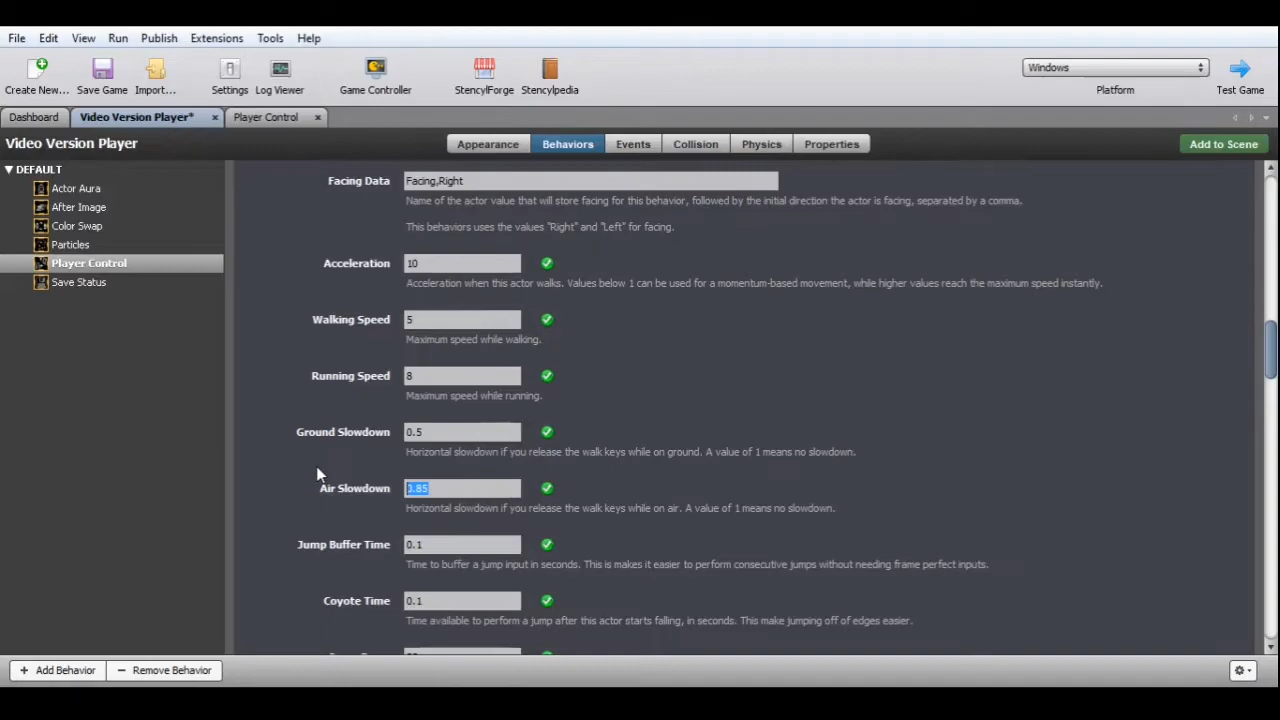 File Edit View Run Publish Extensions Tools Help
Create New... Save Game Import... Settings Log Viewer Game Controller StencylForge Stencylpedia
Windows
Platform
Test Game
Dashboard Video Version Player* Player Control
Video Version Player
Appearance Behaviors Events Collision Physics Properties
Add to Scene
DEFAULT
Actor Aura
After Image
Color Swap
Particles
Player Control
Save Status
Facing Data Facing,Right
Name of the actor value that will store facing for this behavior, followed by the initial direction the actor is facing, separated by a comma.
This behaviors uses the values "Right" and "Left" for facing.
Acceleration 10
Acceleration when this actor walks. Values below 1 can be used for a momentum-based movement, while higher values reach the maximum speed instantly.
Walking Speed 5
Maximum speed while walking.
Running Speed 8
Maximum speed while running.
Ground Slowdown 0.5
Horizontal slowdown if you release the walk keys while on ground. A value of 1 means no slowdown.
Air Slowdown 0.85
Horizontal slowdown if you release the walk keys while on air. A value of 1 means no slowdown.
Jump Buffer Time 0.1
Time to buffer a jump input in seconds. This is makes it easier to perform consecutive jumps without needing frame perfect inputs.
Coyote Time 0.1
Time available to perform a jump after this actor starts falling, in seconds. This make jumping off of edges easier.
+ Add Behavior − Remove Behavior